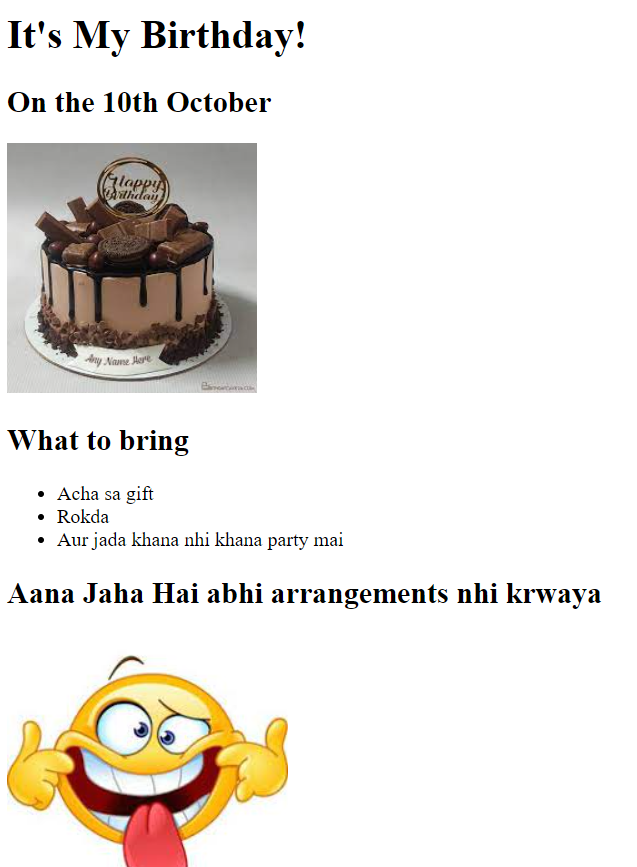 It's My Birthday!
On the 10th October
Happy
Birthday
Any Name Here
What to bring
Acha sa gift
Rokda
Aur jada khana nhi khana party mai
Aana Jaha Hai abhi arrangements nhi krwaya